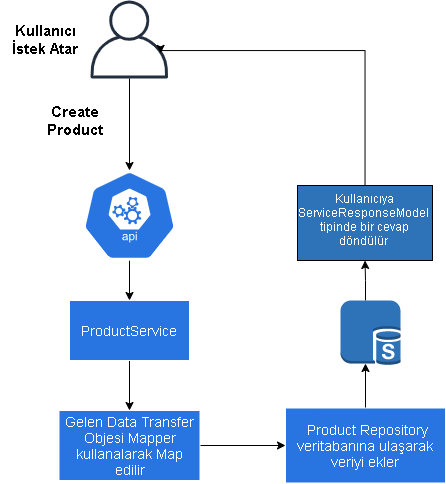 Kullanıcı
İstek Atar
Create
Product
api
ProductService
Gelen Data Transfer
Objesi Mapper
kullanalarak Map
edilir
Product Repository
veritabanına ulaşarak
veriyi ekler
S
Kullanıcıya
ServiceResponseModel
tipinde bir cevap
döndülür